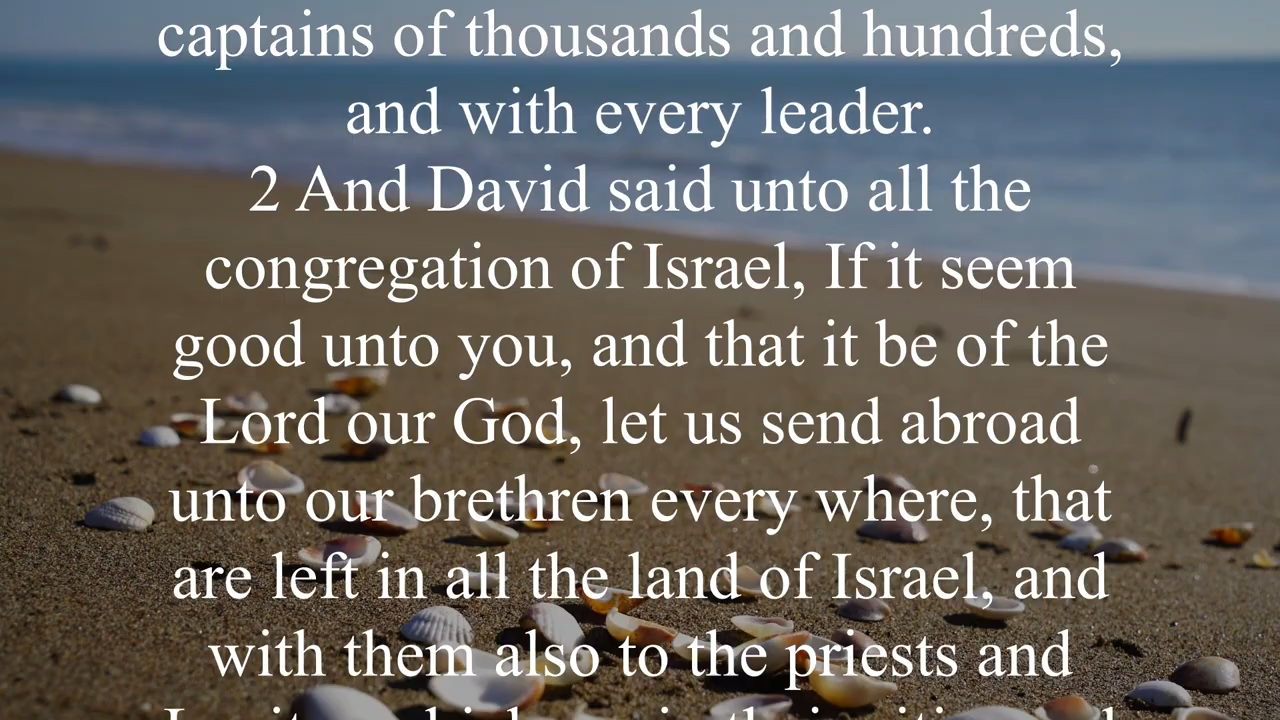 captains of thousands and hundreds,
and with every leader.
2 And David said unto all the
congregation of Israel, If it seem
good unto you, and that it be of the
Lord our God, let us send abroad
unto our brethren every where, that
are left in all the land of Israel, and
with them also to the priests and